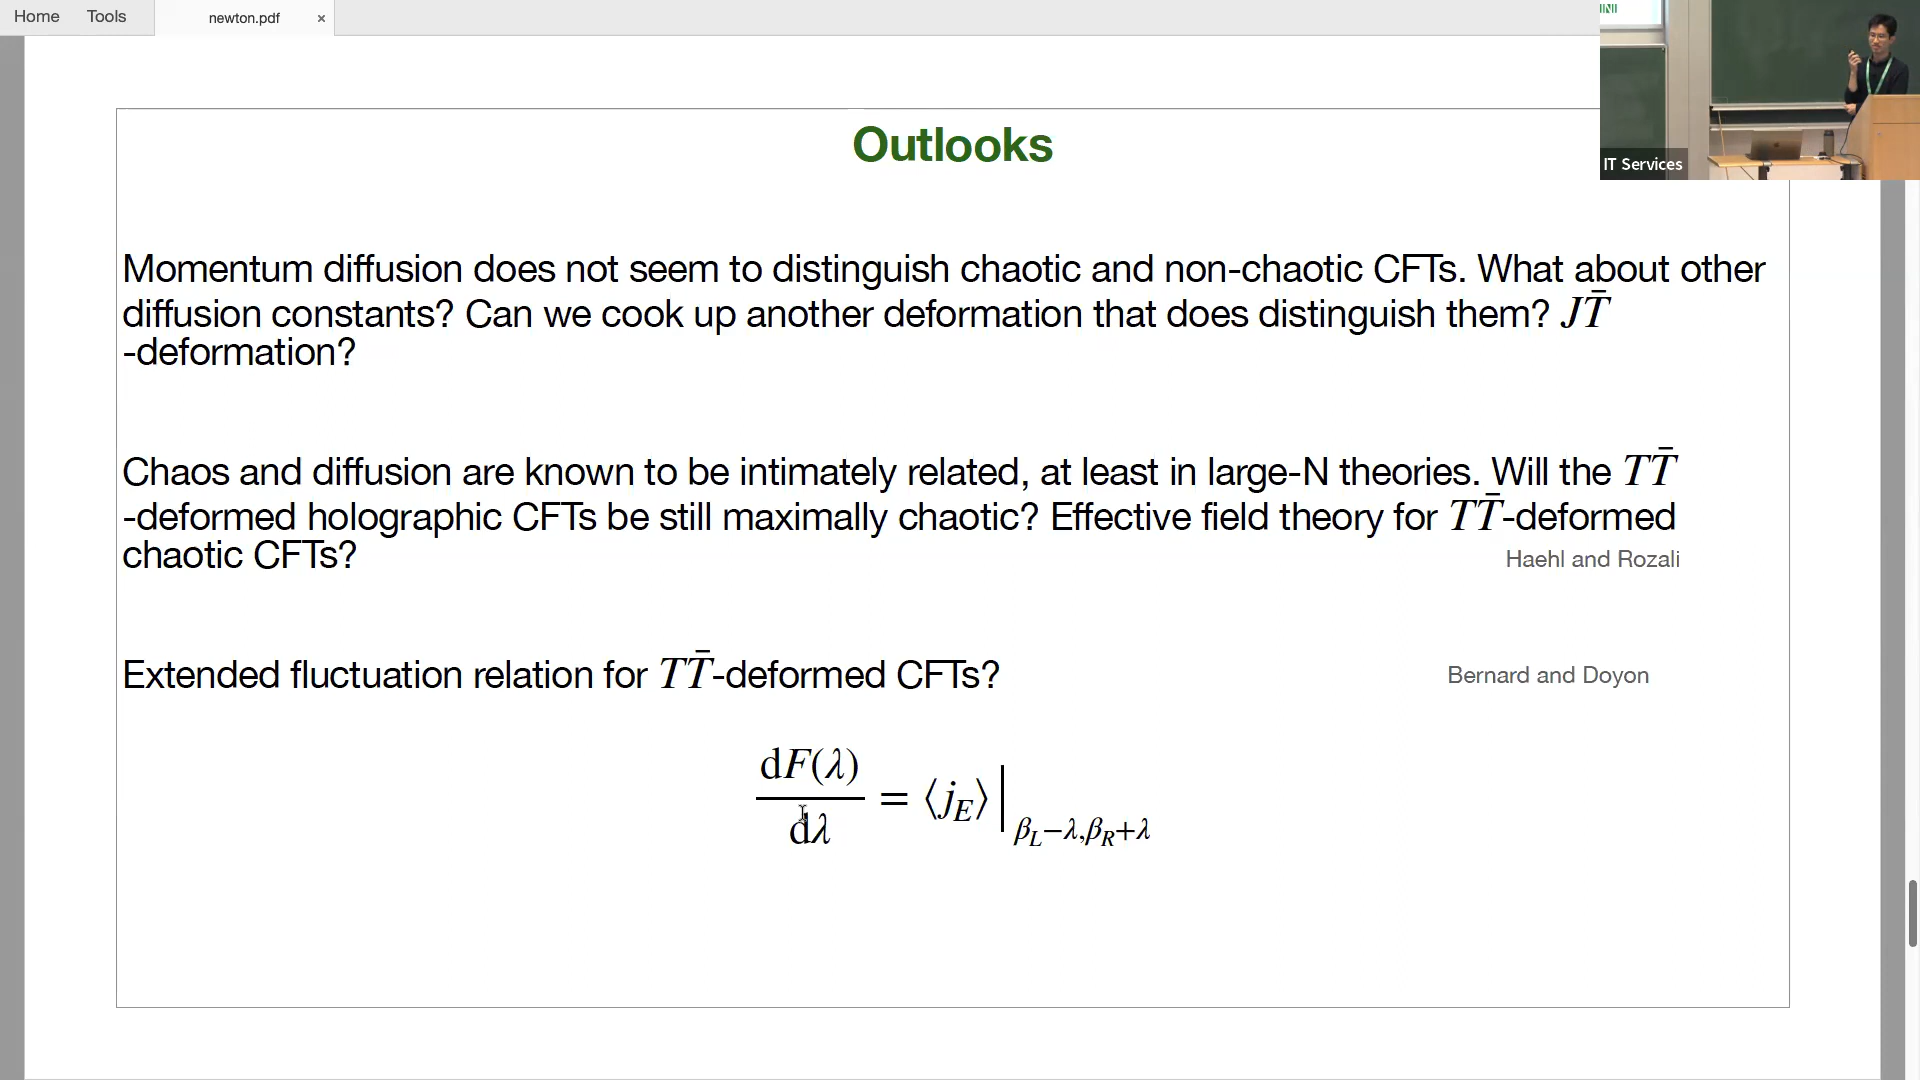 Home Tools newton.pdf ×
INI
Outlooks
Momentum diffusion does not seem to distinguish chaotic and non-chaotic CFTs. What about other
diffusion constants? Can we cook up another deformation that does distinguish them? JT̄
-deformation?
Chaos and diffusion are known to be intimately related, at least in large-N theories. Will the TT̄
-deformed holographic CFTs be still maximally chaotic? Effective field theory for TT̄-deformed
chaotic CFTs?
Haehl and Rozali
Extended fluctuation relation for TT̄-deformed CFTs?
Bernard and Doyon
dF(λ)/dλ = ⟨j_E⟩|_{β_L−λ,β_R+λ}
IT Services